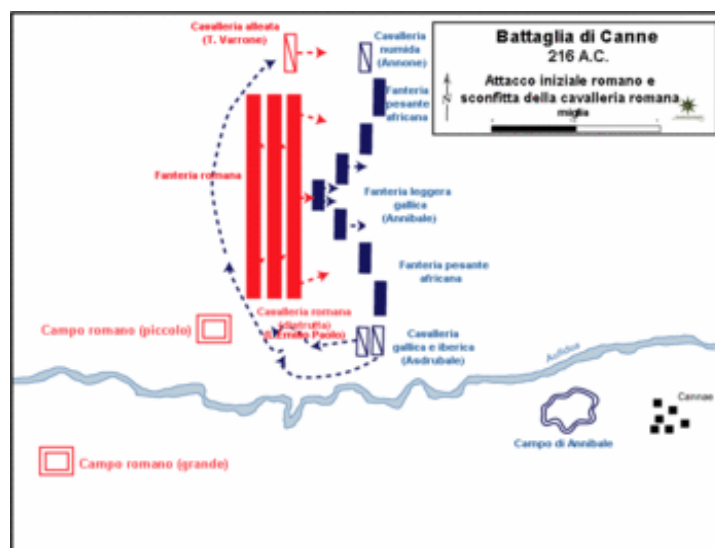 Battaglia di Canne
216 A.C.
Attacco iniziale romano e
sconfitta della cavalleria romana
miglia
N
Cavalleria alleata
(T. Varrone)
Cavalleria
numida
(Annone)
Fanteria
pesante
africana
Fanteria romana
Fanteria leggera
gallica
(Annibale)
Fanteria pesante
africana
Cavalleria romana
(distrutta)
(L. Emilio Paolo)
Campo romano (piccolo)
Cavalleria
gallica e iberica
(Asdrubale)
Aufidus
Cannae
Campo di Annibale
Campo romano (grande)